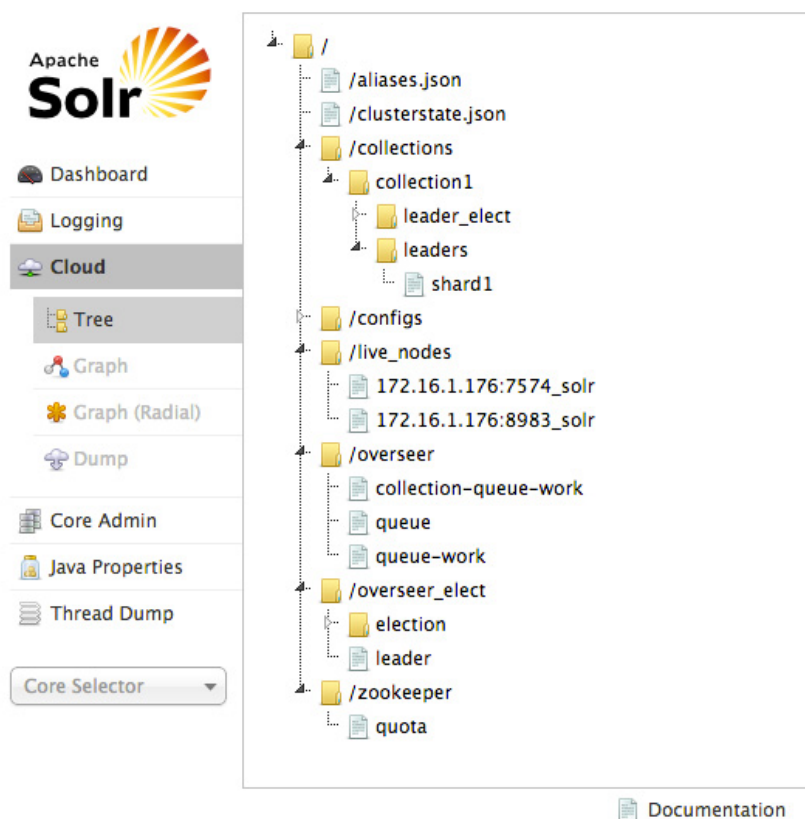 Apache
Solr
Dashboard
Logging
Cloud
Tree
Graph
Graph (Radial)
Dump
Core Admin
Java Properties
Thread Dump
Core Selector
/
/aliases.json
/clusterstate.json
/collections
collection1
leader_elect
leaders
shard1
/configs
/live_nodes
172.16.1.176:7574_solr
172.16.1.176:8983_solr
/overseer
collection-queue-work
queue
queue-work
/overseer_elect
election
leader
/zookeeper
quota
Documentation